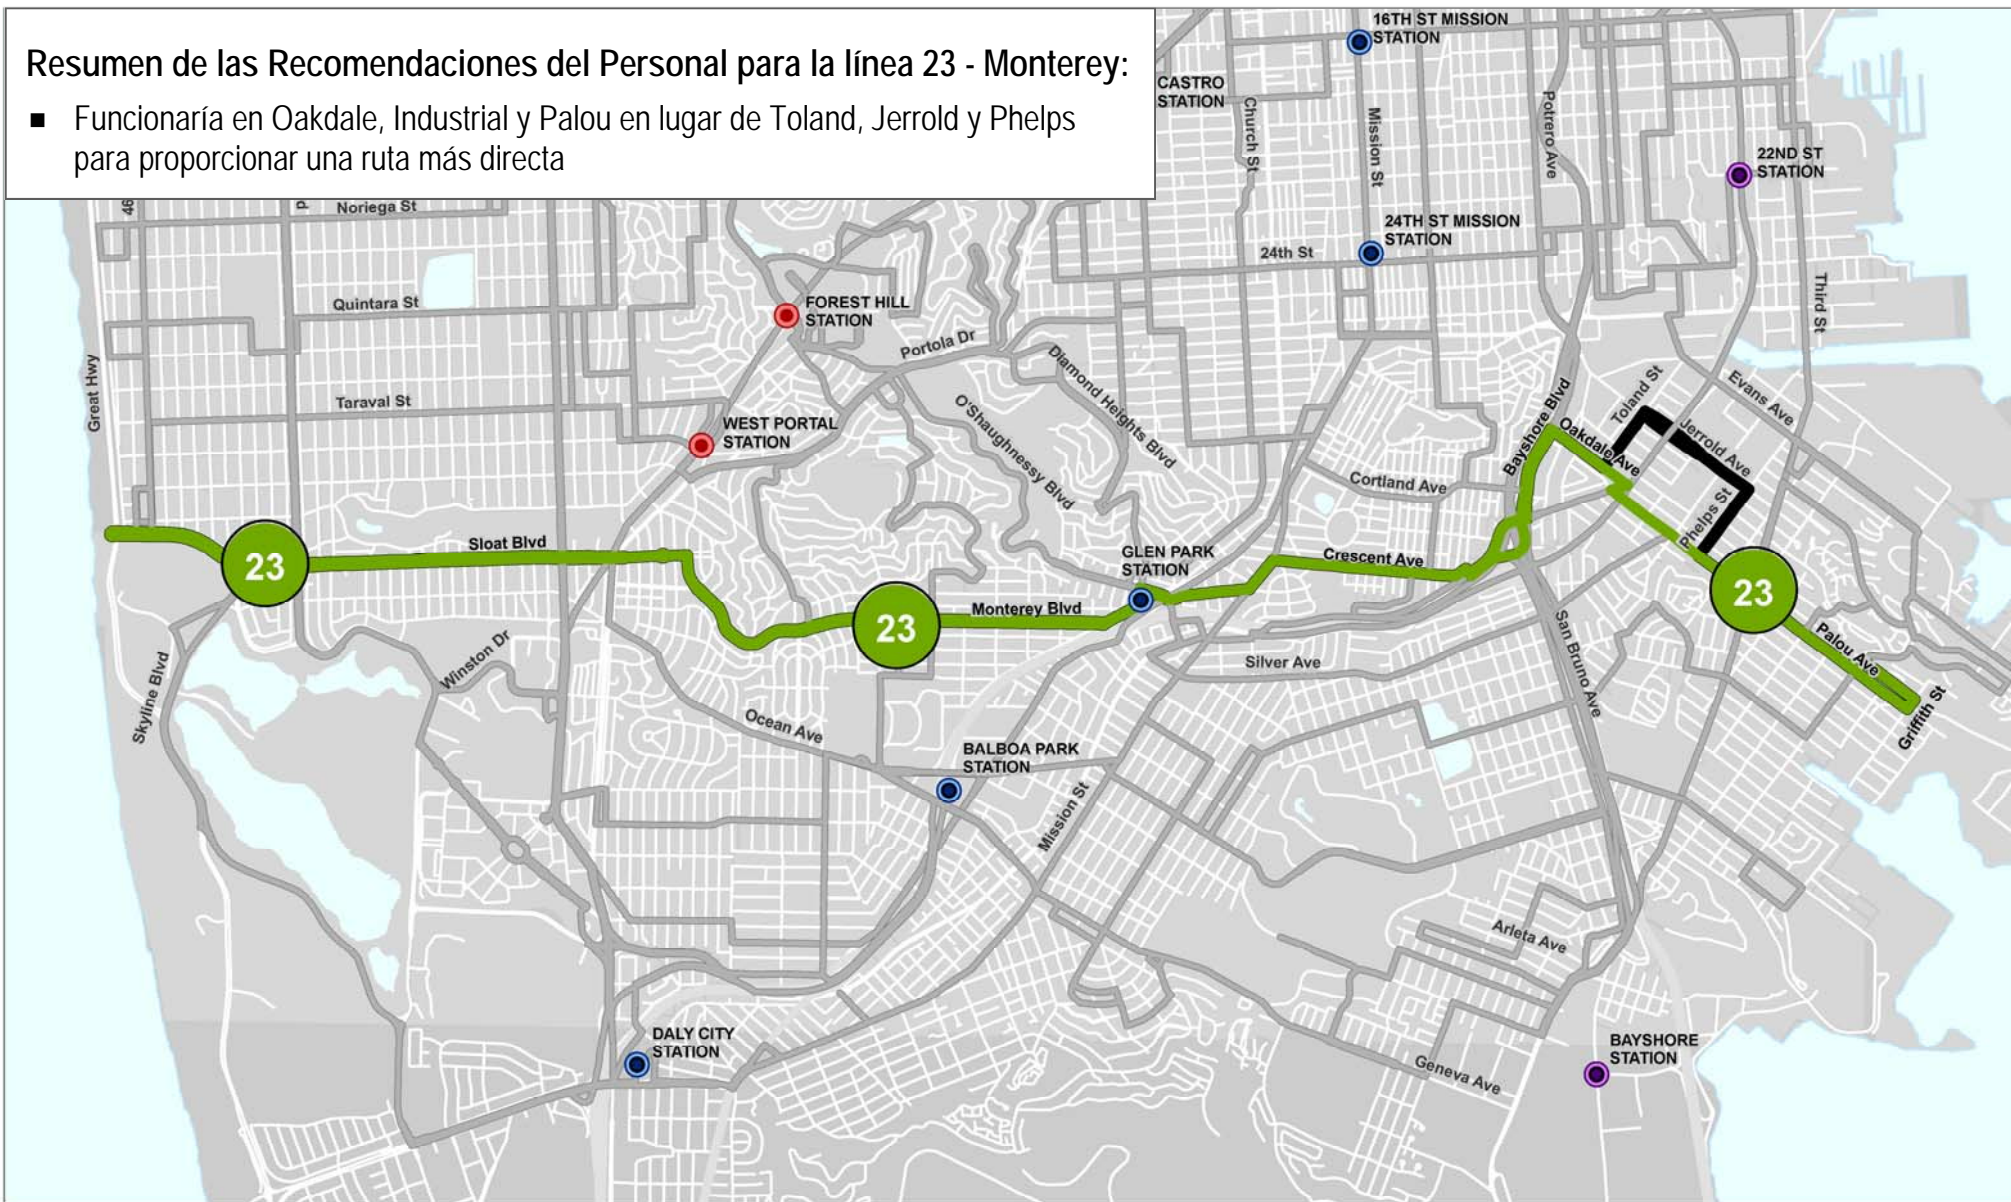 Resumen de las Recomendaciones del Personal para la línea 23 - Monterey:
■ Funcionaría en Oakdale, Industrial y Palou en lugar de Toland, Jerrold y Phelps
para proporcionar una ruta más directa
16TH ST MISSION
STATION
CASTRO
STATION
Church St
Mission St
Potrero Ave
22ND ST
STATION
46
Noriega St
24TH ST MISSION
STATION
24th St
Quintara St
FOREST HILL
STATION
Third St
Portola Dr
Diamond Heights Blvd
Great Hwy
Taraval St
WEST PORTAL
STATION
O'Shaughnessy Blvd
Bayshore Blvd
Toland St
Evans Ave
Oakdale Ave
Jerrold Ave
Cortland Ave
Phelps St
23
Sloat Blvd
GLEN PARK
STATION
Crescent Ave
23
23
Monterey Blvd
Palou Ave
Winston Dr
Silver Ave
San Bruno Ave
Griffith St
Skyline Blvd
Ocean Ave
BALBOA PARK
STATION
Mission St
Arleta Ave
DALY CITY
STATION
Geneva Ave
BAYSHORE
STATION